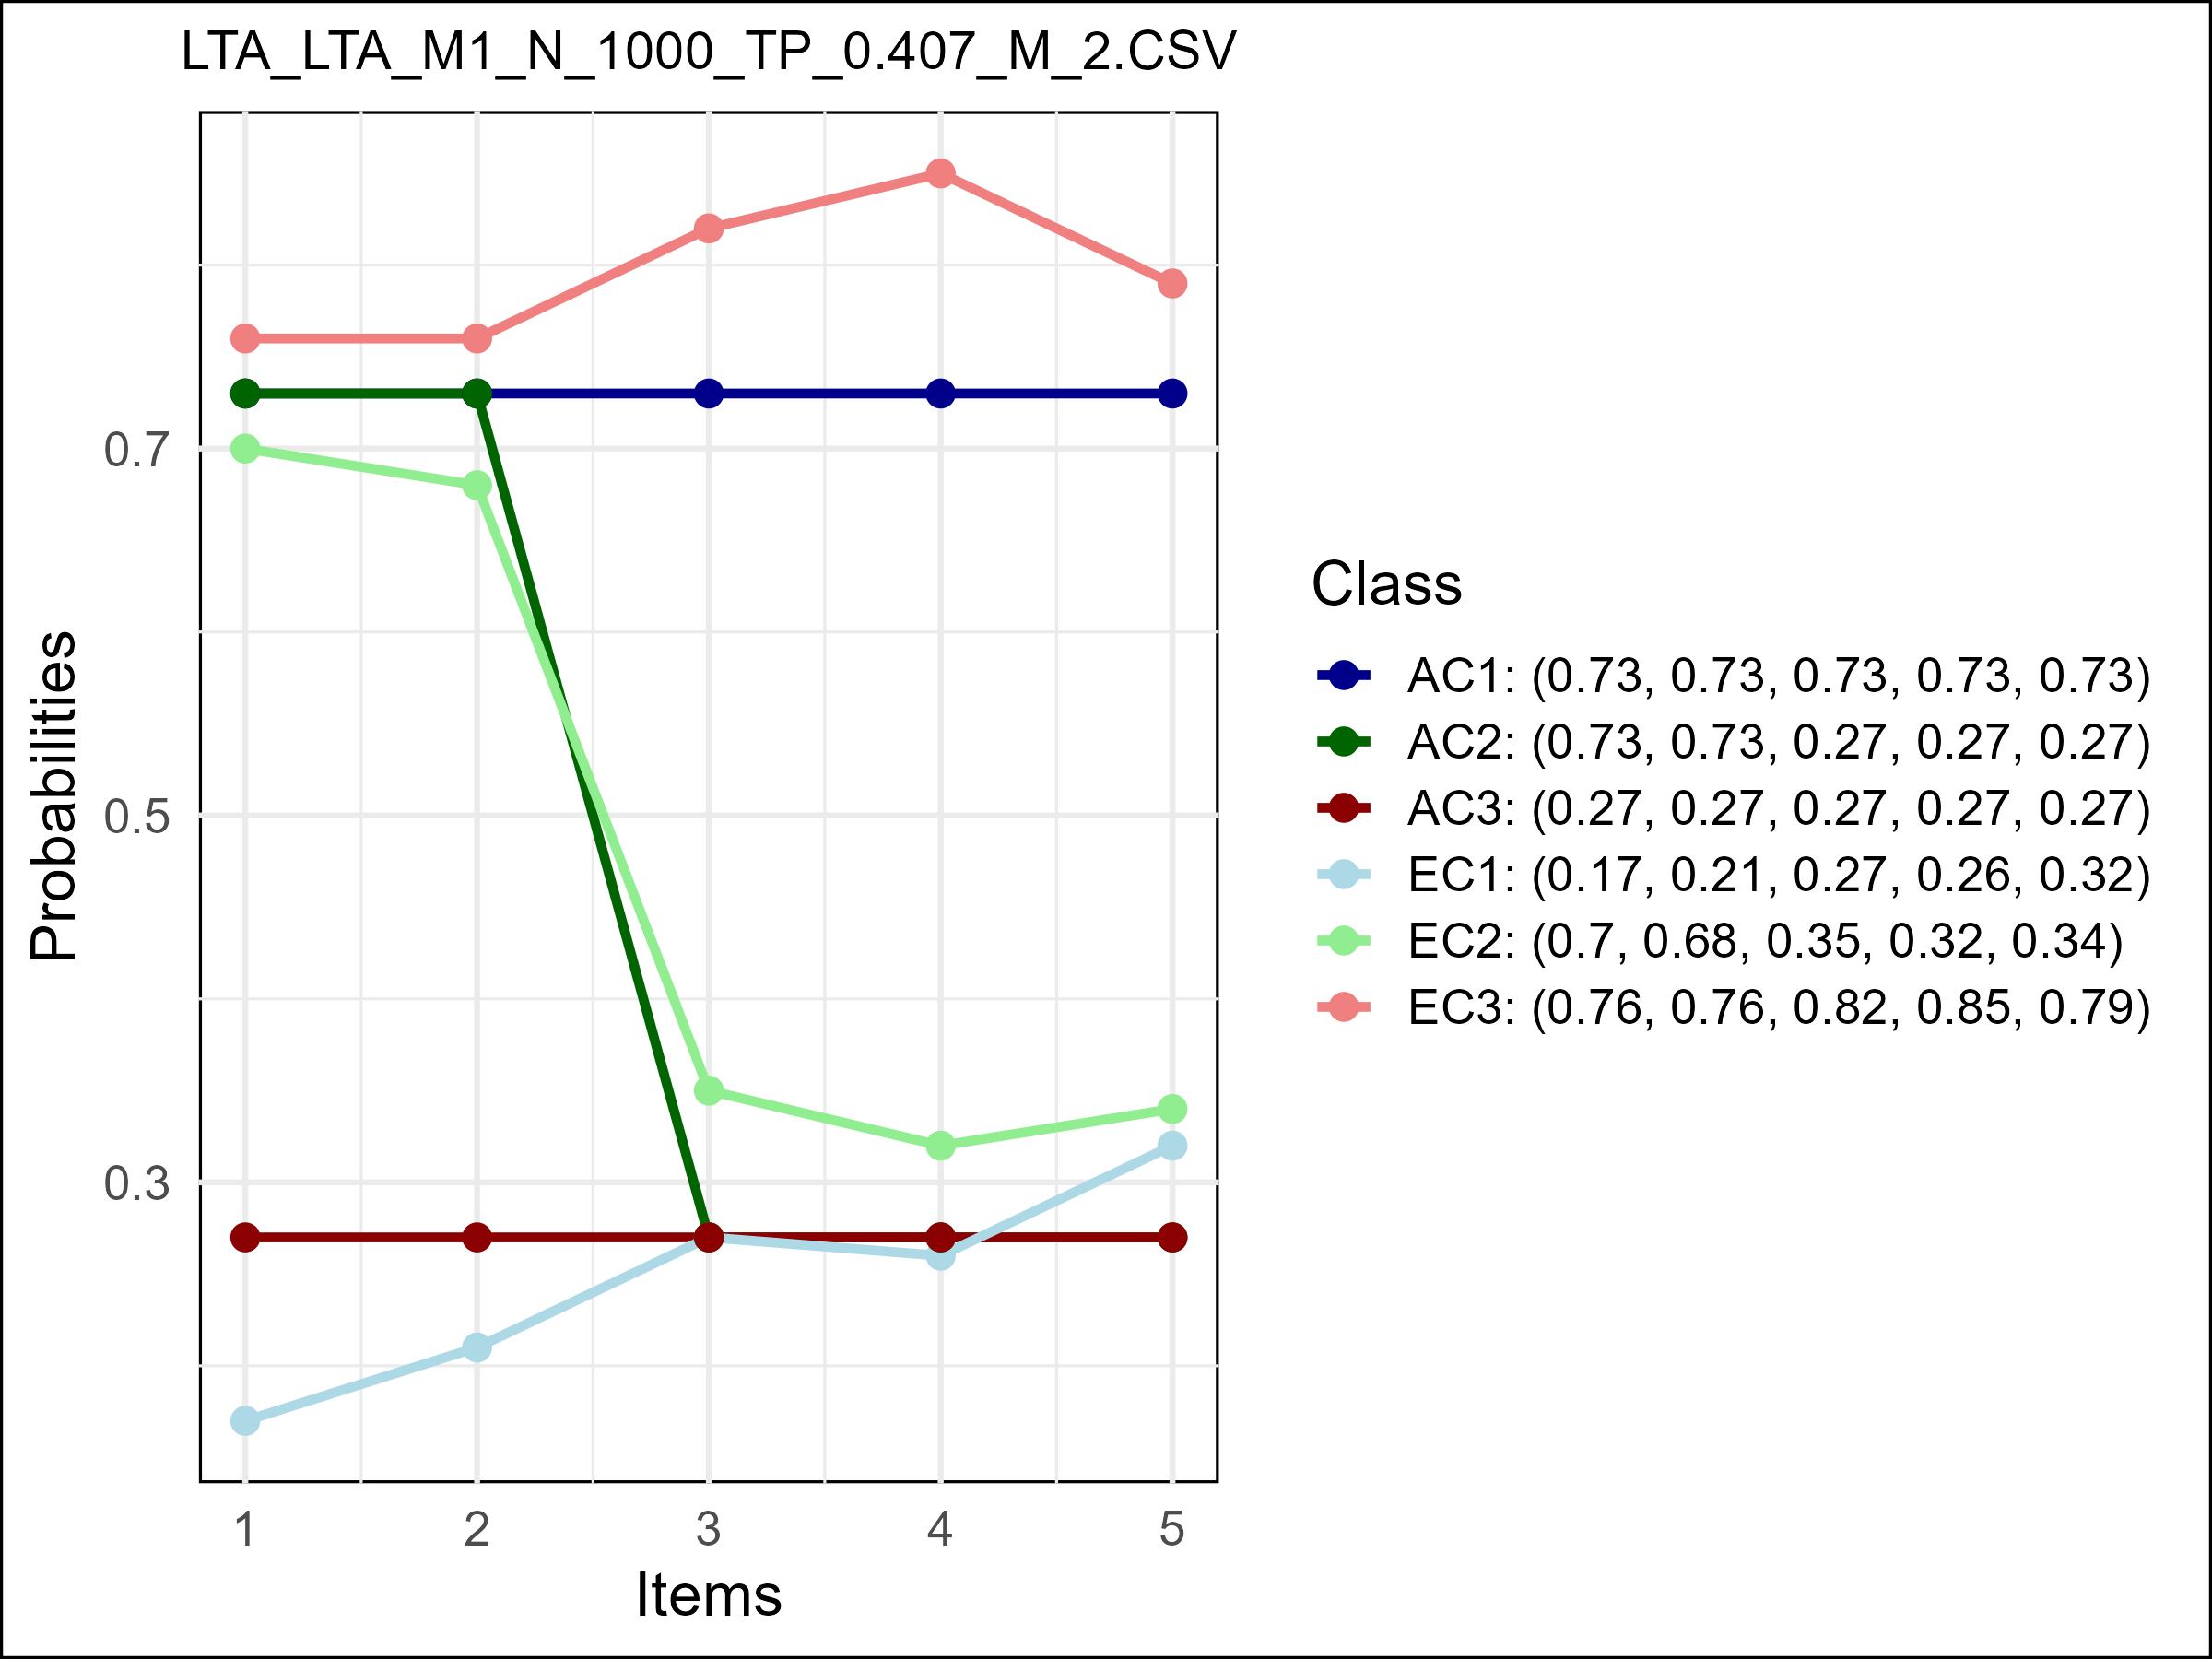 LTA_LTA_M1_N_1000_TP_0.407_M_2.CSV
Probabilities
0.7
0.5
0.3
1 2 3 4 5
Items
Class
AC1: (0.73, 0.73, 0.73, 0.73, 0.73)
AC2: (0.73, 0.73, 0.27, 0.27, 0.27)
AC3: (0.27, 0.27, 0.27, 0.27, 0.27)
EC1: (0.17, 0.21, 0.27, 0.26, 0.32)
EC2: (0.7, 0.68, 0.35, 0.32, 0.34)
EC3: (0.76, 0.76, 0.82, 0.85, 0.79)